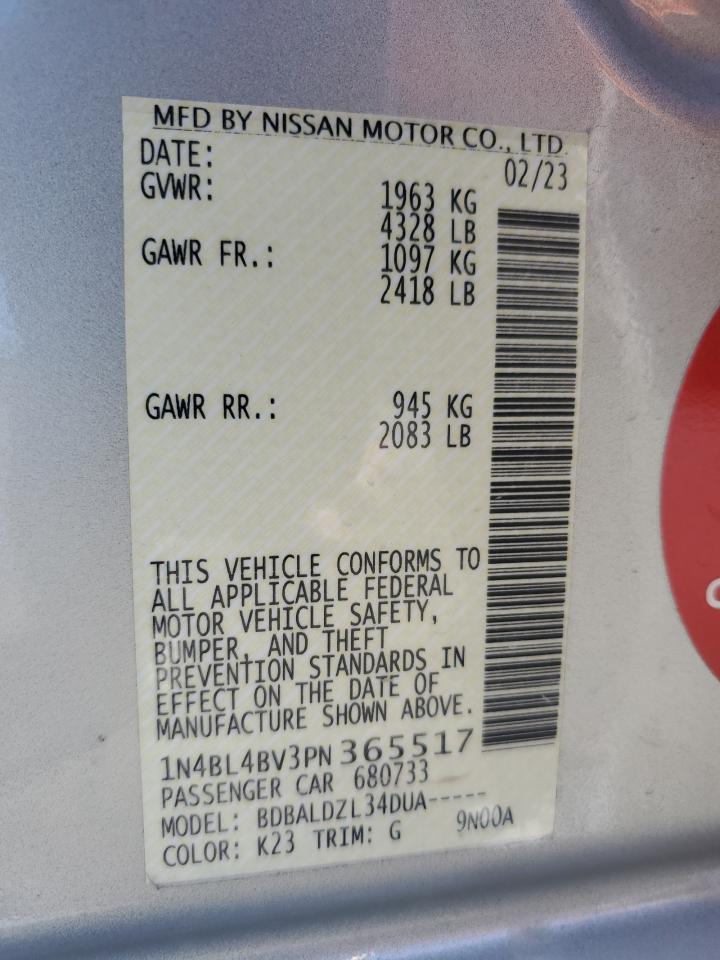 MFD BY NISSAN MOTOR CO., LTD.
DATE: 02/23
GVWR: 1963 KG
4328 LB
GAWR FR.: 1097 KG
2418 LB
GAWR RR.: 945 KG
2083 LB
THIS VEHICLE CONFORMS TO
ALL APPLICABLE FEDERAL
MOTOR VEHICLE SAFETY,
BUMPER, AND THEFT
PREVENTION STANDARDS IN
EFFECT ON THE DATE OF
MANUFACTURE SHOWN ABOVE.
1N4BL4BV3PN 365517
PASSENGER CAR 680733
MODEL: BDBALDZL34DUA-----
COLOR: K23 TRIM: G 9N00A